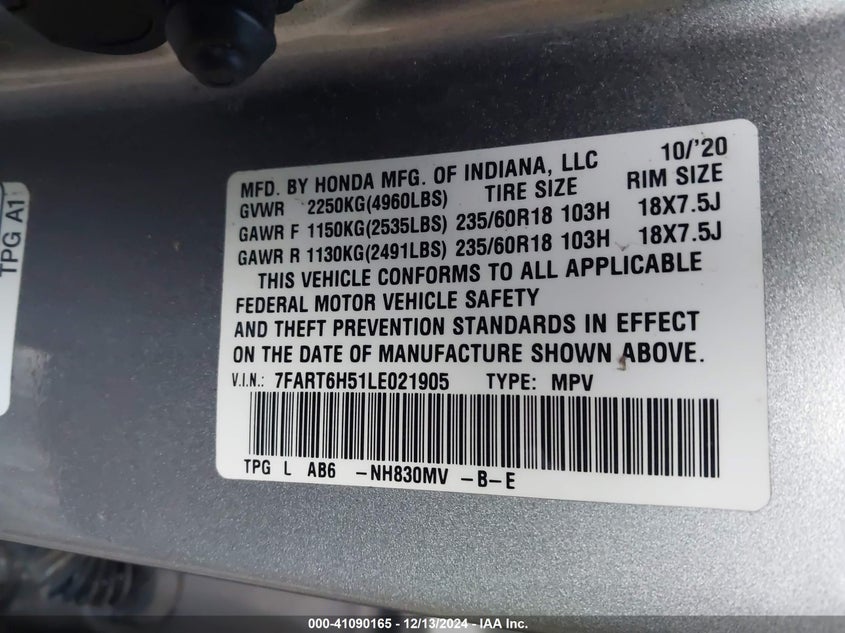 MFD. BY HONDA MFG. OF INDIANA, LLC 10/'20
GVWR 2250KG(4960LBS) TIRE SIZE RIM SIZE
GAWR F 1150KG(2535LBS) 235/60R18 103H 18X7.5J
GAWR R 1130KG(2491LBS) 235/60R18 103H 18X7.5J
THIS VEHICLE CONFORMS TO ALL APPLICABLE
FEDERAL MOTOR VEHICLE SAFETY
AND THEFT PREVENTION STANDARDS IN EFFECT
ON THE DATE OF MANUFACTURE SHOWN ABOVE.
V.I.N.: 7FART6H51LE021905 TYPE: MPV
TPG L AB6 -NH830MV -B-E
TPG A1
000-41090165 - 12/13/2024 - IAA Inc.